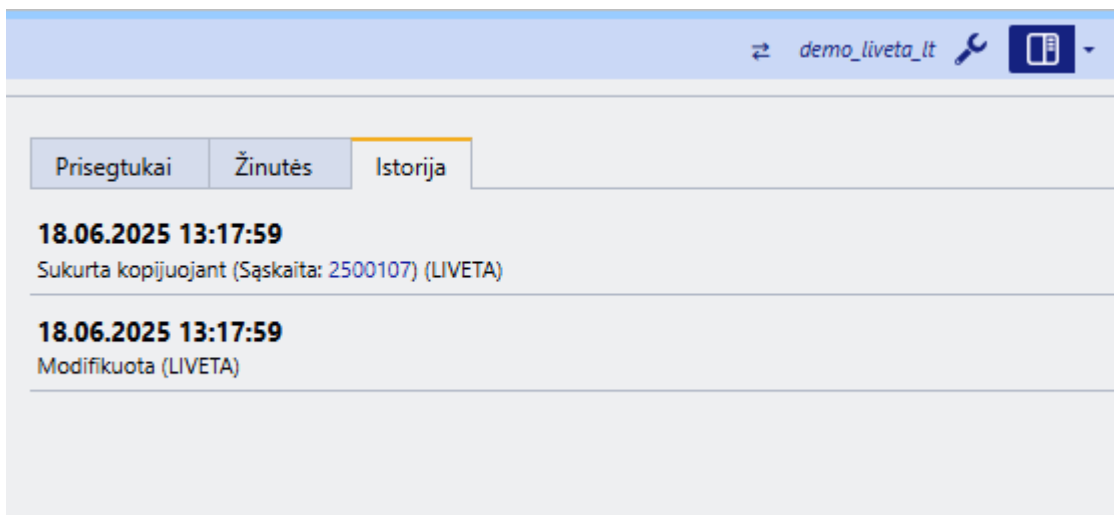 demo_liveta_lt
Prisegtukai Žinutės Istorija
18.06.2025 13:17:59
Sukurta kopijuojant (Sąskaita: 2500107) (LIVETA)
18.06.2025 13:17:59
Modifikuota (LIVETA)